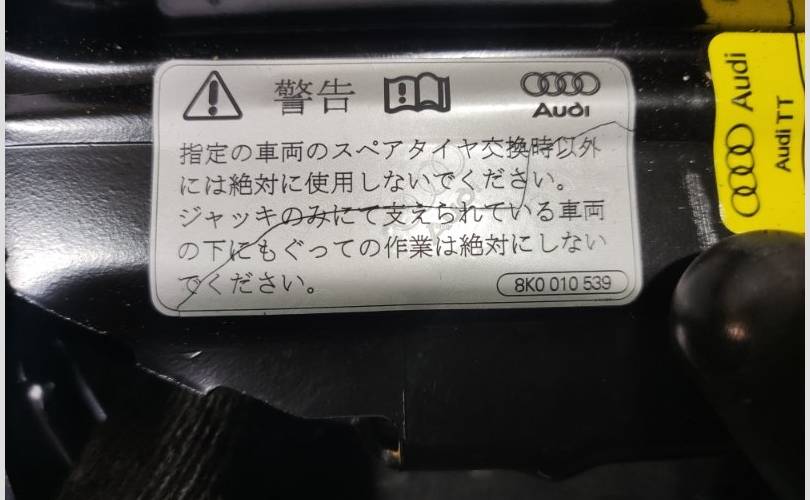 警告
Audi
指定の車両のスペアタイヤ交換時以外
には絶対に使用しないでください。
ジャッキのみにて支えられている車両
の下にもぐっての作業は絶対にしない
でください。
8K0 010 539
Audi
Audi TT